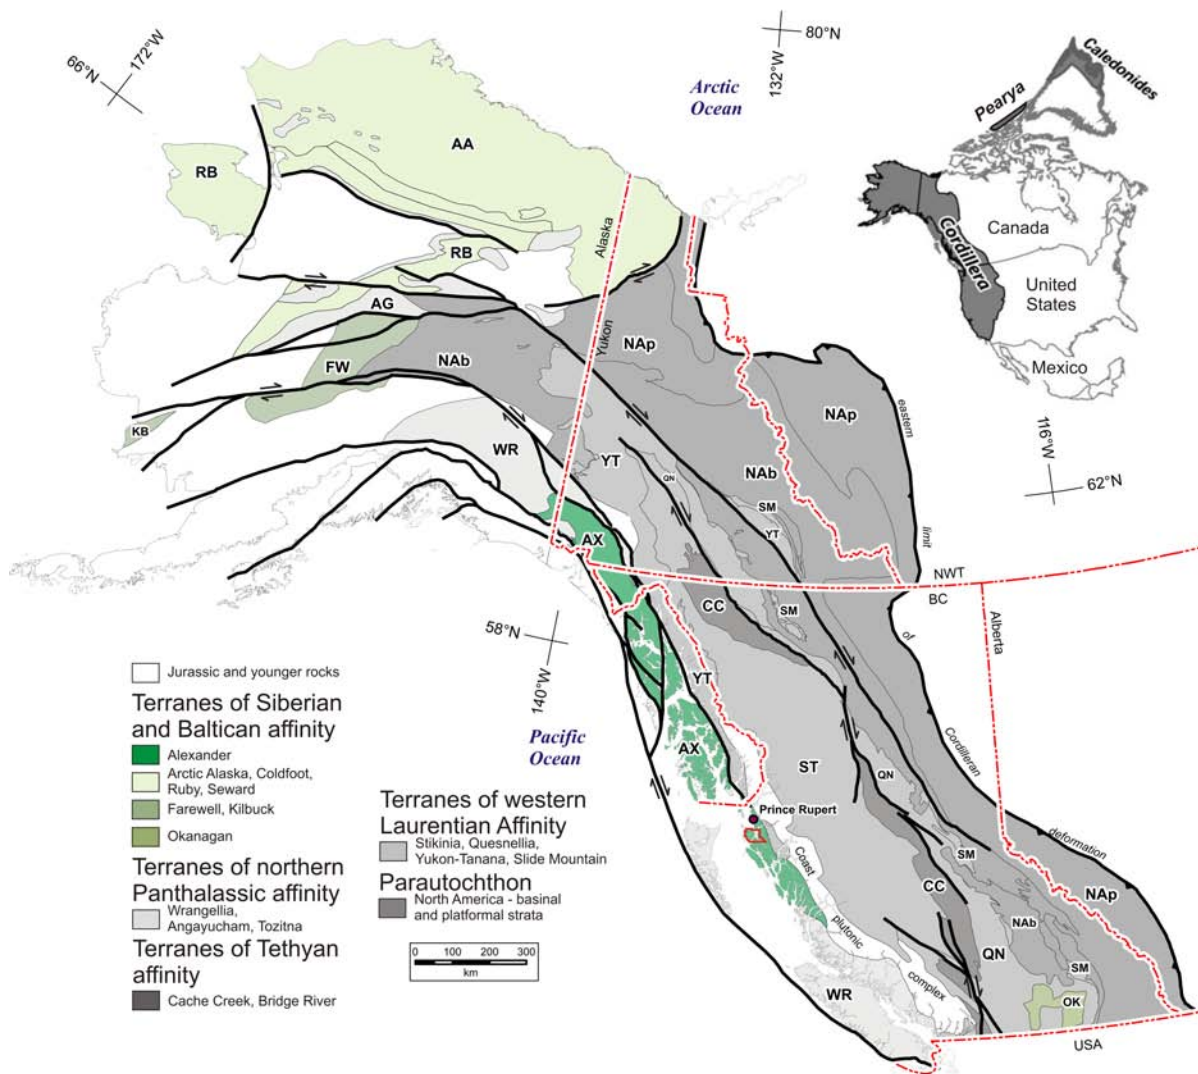 80°N
132°W
172°W
66°N
Arctic
Ocean
Caledonides
Pearya
Cordillera
Canada
United
States
Mexico
AA
RB
RB
Alaska
Yukon
AG
FW
NAb
NAp
NAp
KB
WR
YT
QN
NAb
SM
YT
eastern
limit
of
Cordilleran
deformation
116°W
62°N
AX
NWT
BC
CC
SM
Alberta
58°N
140°W
YT
Pacific
Ocean
AX
ST
QN
Prince Rupert
Coast
plutonic
complex
SM
CC
NAp
NAb
QN
SM
OK
WR
USA
Jurassic and younger rocks
Terranes of Siberian
and Baltican affinity
Alexander
Arctic Alaska, Coldfoot,
Ruby, Seward
Farewell, Kilbuck
Okanagan
Terranes of northern
Panthalassic affinity
Wrangellia,
Angayucham, Tozitna
Terranes of Tethyan
affinity
Cache Creek, Bridge River
Terranes of western
Laurentian Affinity
Stikinia, Quesnellia,
Yukon-Tanana, Slide Mountain
Parautochthon
North America - basinal
and platformal strata
0 100 200 300
km